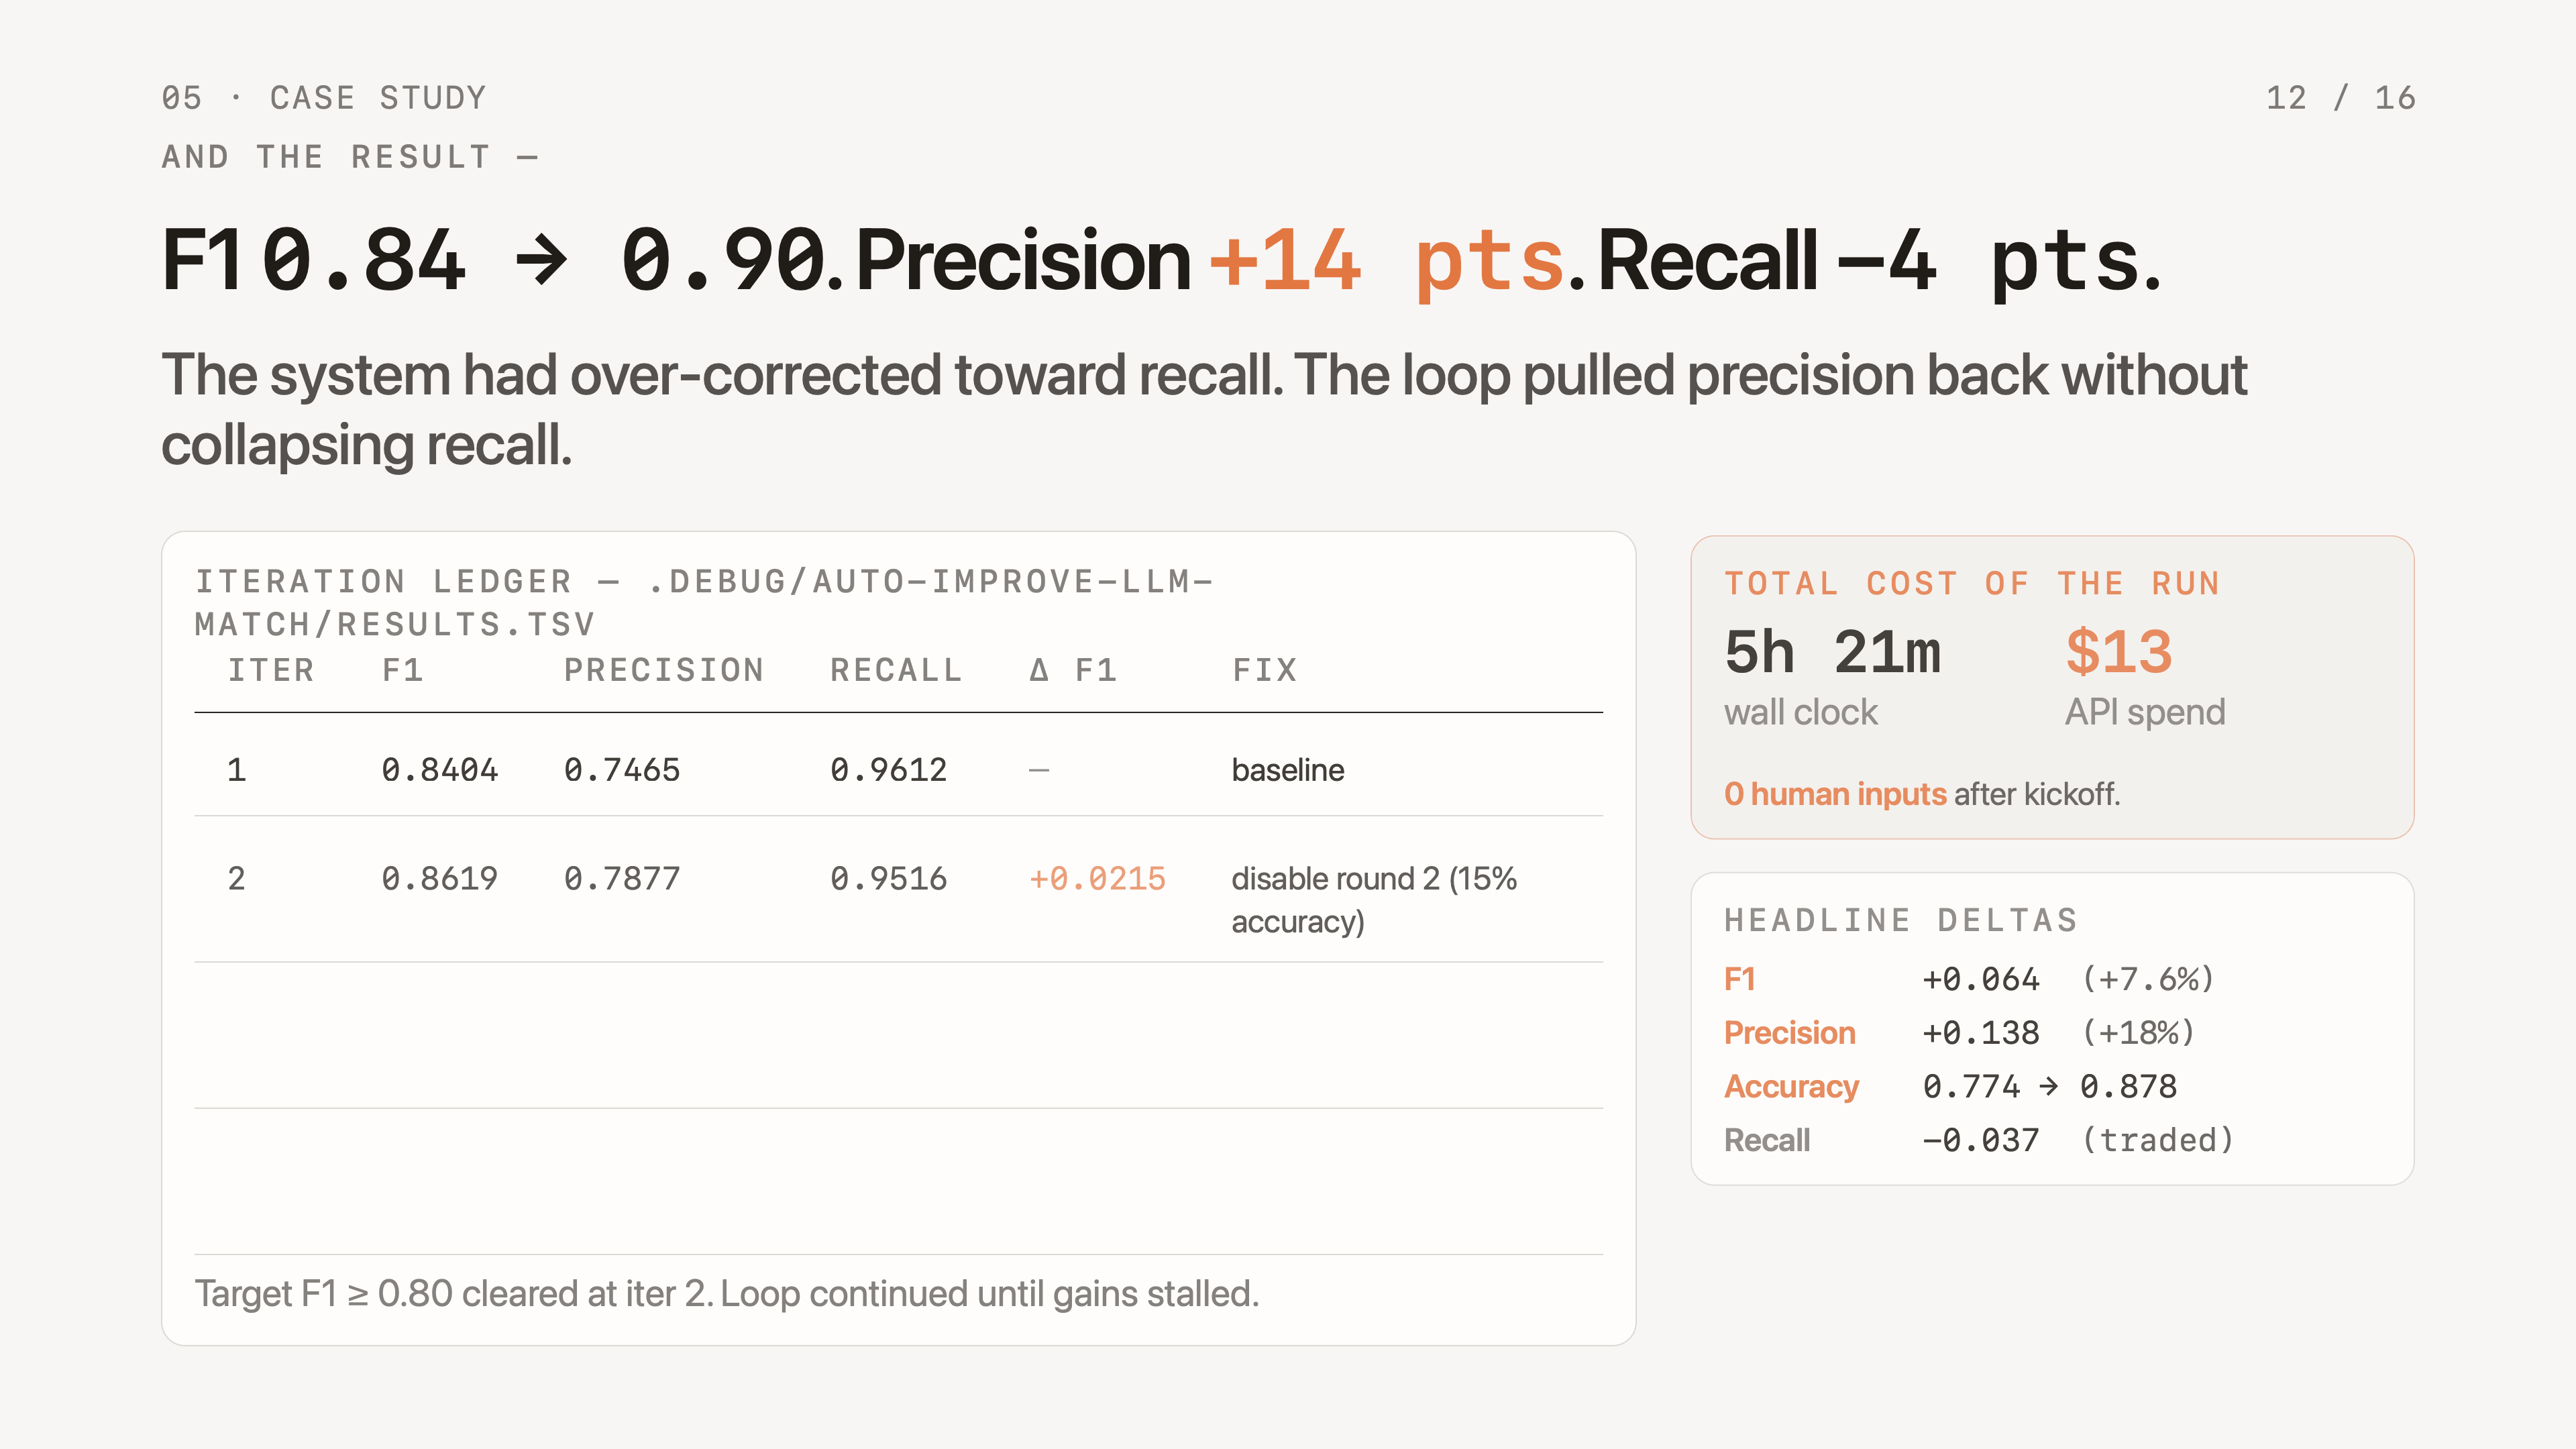 05 · CASE STUDY
12 / 16
AND THE RESULT —
F1 0.84 → 0.90. Precision +14 pts. Recall −4 pts.
The system had over-corrected toward recall. The loop pulled precision back without
collapsing recall.
ITERATION LEDGER — .DEBUG/AUTO-IMPROVE-LLM-
MATCH/RESULTS.TSV
ITER F1 PRECISION RECALL Δ F1 FIX
1 0.8404 0.7465 0.9612 — baseline
2 0.8619 0.7877 0.9516 +0.0215 disable round 2 (15%
accuracy)
Target F1 ≥ 0.80 cleared at iter 2. Loop continued until gains stalled.
TOTAL COST OF THE RUN
5h 21m $13
wall clock API spend
0 human inputs after kickoff.
HEADLINE DELTAS
F1 +0.064 (+7.6%)
Precision +0.138 (+18%)
Accuracy 0.774 → 0.878
Recall −0.037 (traded)